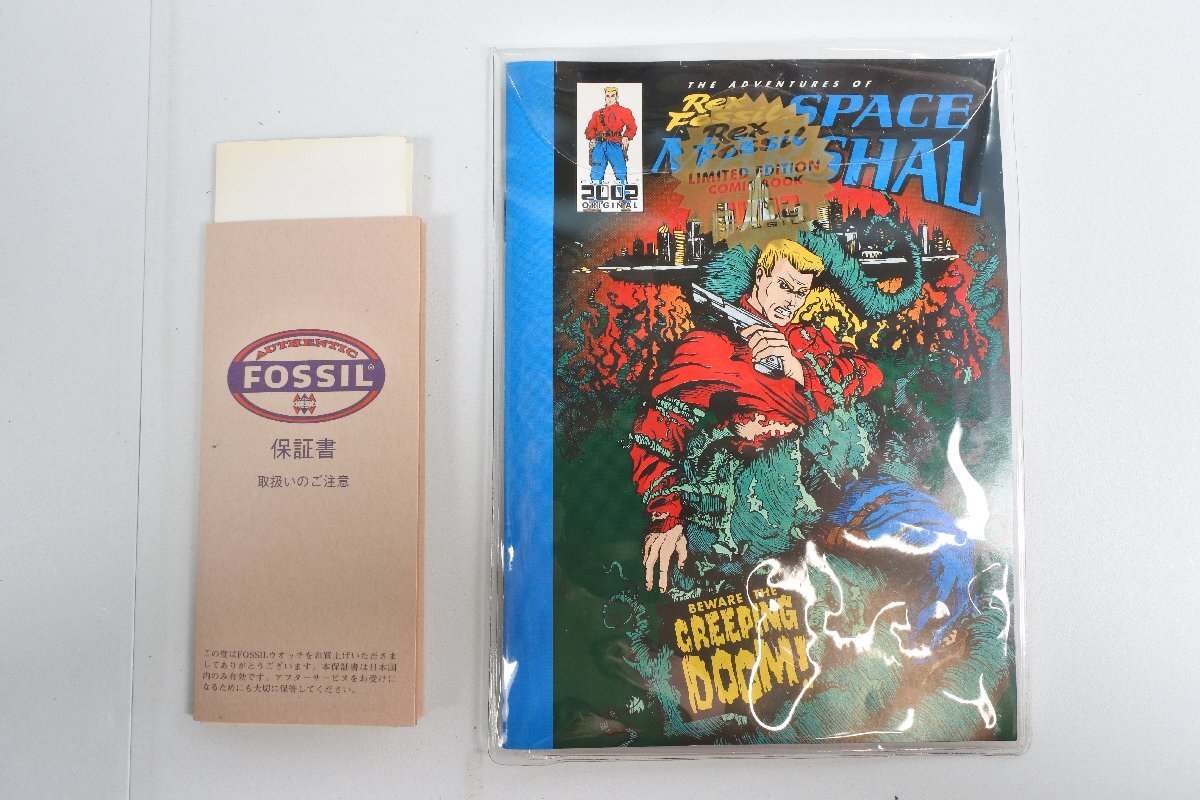 AUTHENTIC
FOSSIL®
保証書
取扱いのご注意
この度はFOSSILウオッチをお買上げいただきま
してありがとうございます。本保証書は日本国
内のみ有効です。アフターサービスをお受けに
なるためにも大切に保管してください。
THE ADVENTURES OF
Rex Fossil SPACE
MARSHAL
Rex
Fossil
LIMITED EDITION
COMIC BOOK
2002
ORIGINAL
BEWARE THE
CREEPING
DOOM!